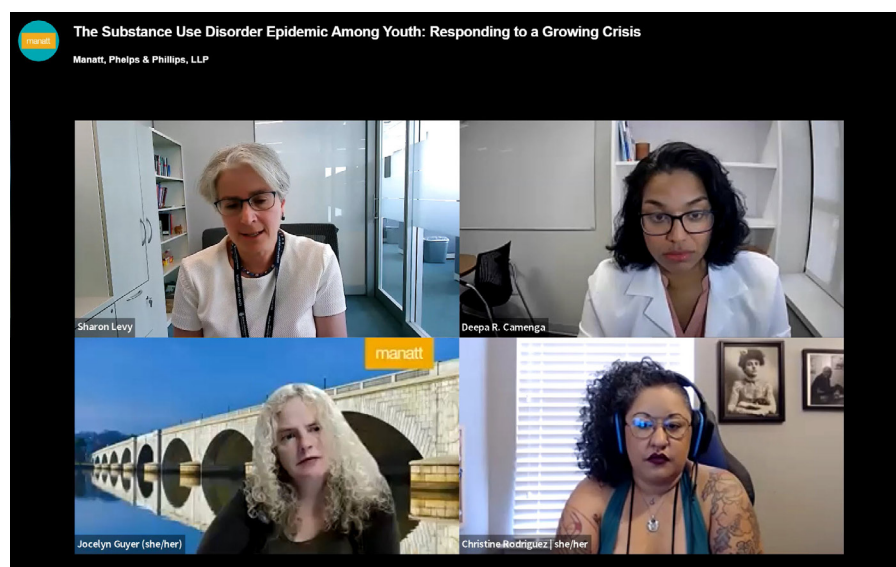 manatt
The Substance Use Disorder Epidemic Among Youth: Responding to a Growing Crisis
Manatt, Phelps & Phillips, LLP
Sharon Levy
Deepa R. Camenga
manatt
Jocelyn Guyer (she/her)
Christine Rodriguez | she/her